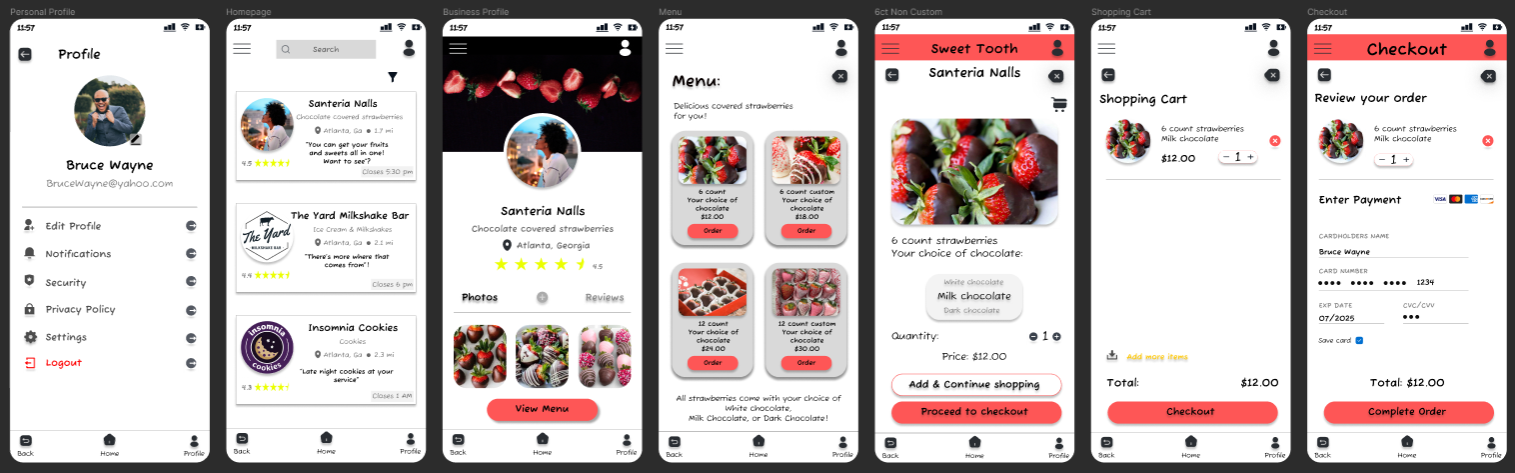 Personal Profile
11:57
Profile
Bruce Wayne
BruceWayne@yahoo.com
Edit Profile
Notifications
Security
Privacy Policy
Settings
Logout
Back
Home
Profile
Homepage
11:57
Search
Santeria Nalls
Chocolate covered strawberries
Atlanta, Ga
1.7 mi
"You can get your fruits
and sweets all in one!
Want to see"?
4.5
Closes 5:30 pm
The Yard Milkshake Bar
Ice Cream & Milkshakes
Atlanta, Ga
2.1 mi
"There's more where that
comes from"!
The Yard
MILKSHAKE BAR
4.4
Closes 6 pm
Insomnia Cookies
Cookies
Atlanta, Ga
2.3 mi
"Late night cookies at your
service"
insomnia
cookies
4.3
Closes 1 AM
Back
Home
Profile
Business Profile
11:57
Santeria Nalls
Chocolate covered strawberries
Atlanta, Georgia
4.5
Photos
Reviews
View Menu
Back
Home
Profile
Menu
11:57
Menu:
Delicious covered strawberries
for you!
6 count
Your choice of
chocolate
$12.00
Order
6 count custom
Your choice of
chocolate
$18.00
Order
12 count
Your choice of
chocolate
$24.00
Order
12 count custom
Your choice of
chocolate
$30.00
Order
All strawberries come with your choice of
White chocolate,
Milk Chocolate, or Dark Chocolate!
Back
Home
Profile
6ct Non Custom
11:57
Sweet Tooth
Santeria Nalls
6 count strawberries
Your choice of chocolate:
White chocolate
Milk chocolate
Dark chocolate
Quantity:
1
Price: $12.00
Add & Continue shopping
Proceed to checkout
Back
Home
Profile
Shopping Cart
11:57
Shopping Cart
6 count strawberries
Milk chocolate
$12.00
- 1 +
Add more items
Total:
$12.00
Checkout
Back
Home
Profile
Checkout
11:57
Checkout
Review your order
6 count strawberries
Milk chocolate
- 1 +
Enter Payment
VISA
CARDHOLDERS NAME
Bruce Wayne
CARD NUMBER
•••• •••• •••• 1234
EXP DATE
CVC/CVV
07/2025
•••
Save card
Total: $12.00
Complete Order
Back
Home
Profile